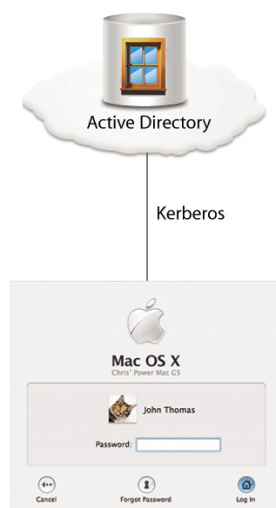 Active Directory
Kerberos
Mac OS X
Chris' Power Mac G5
John Thomas
Password:
Cancel
Forgot Password
Log In